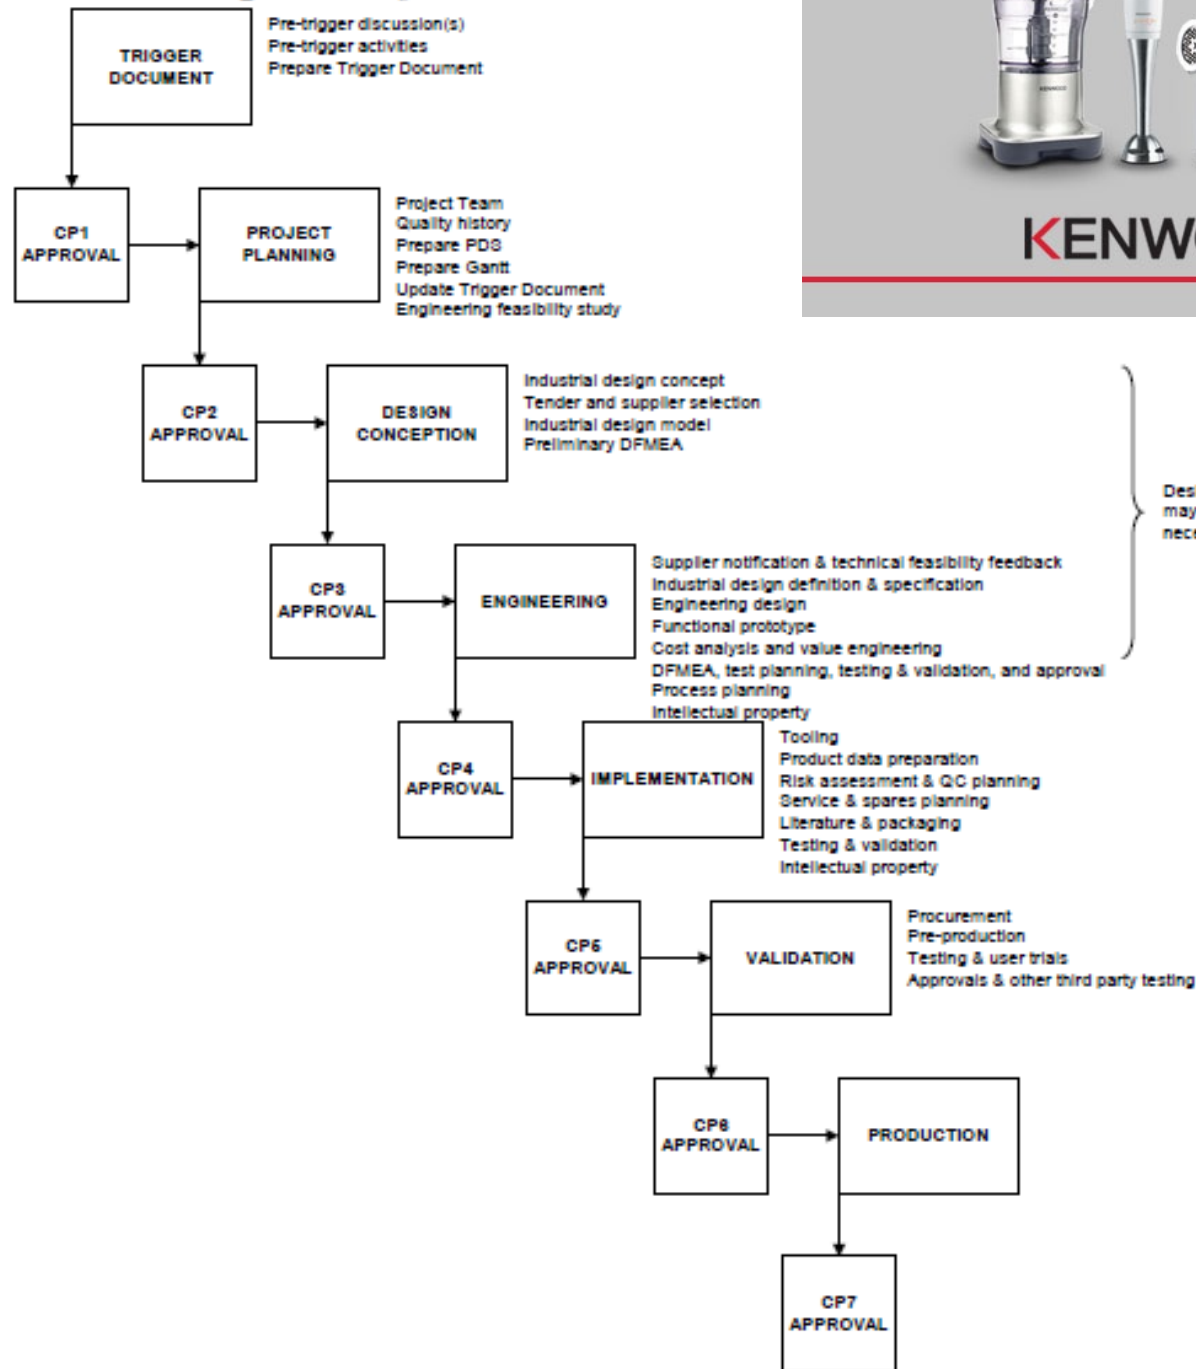 TRIGGER
DOCUMENT
Pre-trigger discussion(s)
Pre-trigger activities
Prepare Trigger Document
KENWOOD
KENW
CP1
APPROVAL
PROJECT
PLANNING
Project Team
Quality history
Prepare PDS
Prepare Gantt
Update Trigger Document
Engineering feasibility study
CP2
APPROVAL
DESIGN
CONCEPTION
Industrial design concept
Tender and supplier selection
Industrial design model
Preliminary DFMEA
CP3
APPROVAL
ENGINEERING
Supplier notification & technical feasibility feedback
Industrial design definition & specification
Engineering design
Functional prototype
Cost analysis and value engineering
DFMEA, test planning, testing & validation, and approval
Process planning
Intellectual property
may
CP4
APPROVAL
IMPLEMENTATION
Tooling
Product data preparation
Risk assessment & QC planning
Service & spares planning
Literature & packaging
Testing & validation
Intellectual property
CP5
APPROVAL
VALIDATION
Procurement
Pre-production
Testing & user trials
Approvals & other third party testing
CP6
APPROVAL
PRODUCTION
CP7
APPROVAL